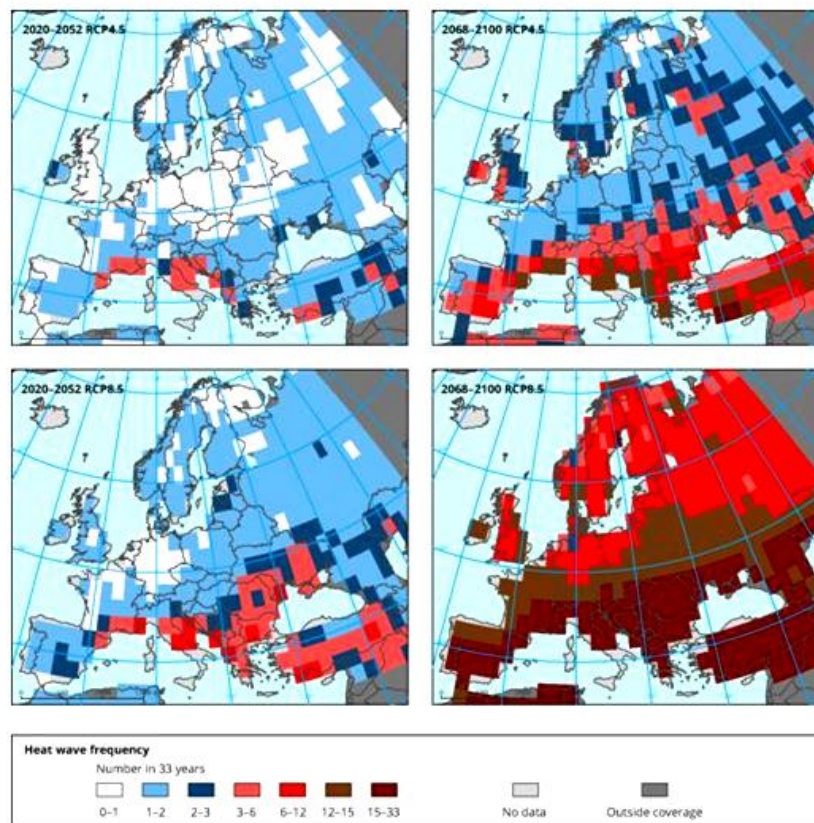 2020–2052 RCP4.5
2068–2100 RCP4.5
2020–2052 RCP8.5
2068–2100 RCP8.5
Heat wave frequency
Number in 33 years
0–1 1–2 2–3 3–6 6–12 12–15 15–33 No data Outside coverage